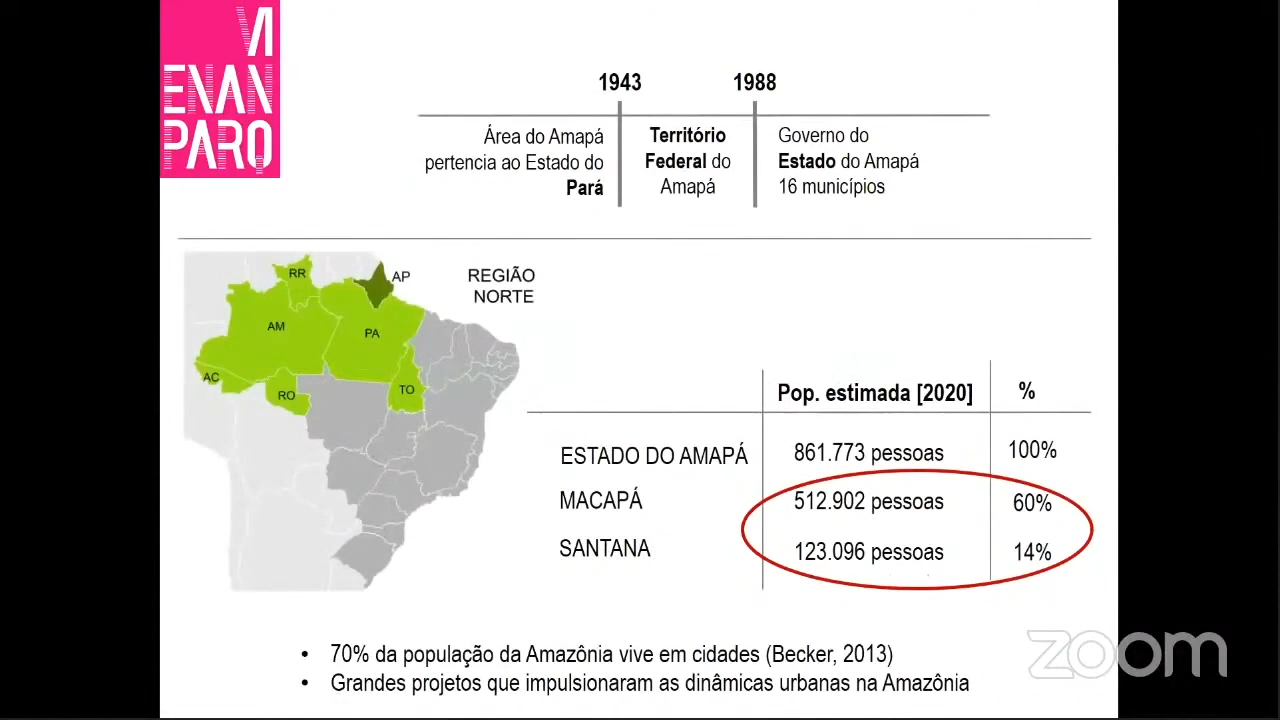 VI
ENAN
PARQ
1943
1988
Área do Amapá
pertencia ao Estado do
Pará
Território
Federal do
Amapá
Governo do
Estado do Amapá
16 municípios
RR
AP
REGIÃO
NORTE
AM
PA
AC
RO
TO
Pop. estimada [2020]
%
ESTADO DO AMAPÁ
861.773 pessoas
100%
MACAPÁ
512.902 pessoas
60%
SANTANA
123.096 pessoas
14%
• 70% da população da Amazônia vive em cidades (Becker, 2013)
• Grandes projetos que impulsionaram as dinâmicas urbanas na Amazônia
zoom